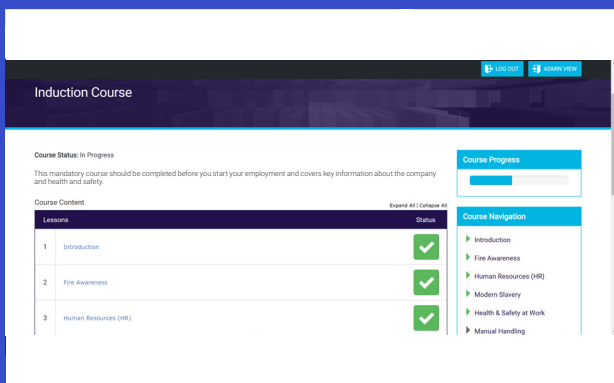 LOG OUT
ADMIN VIEW
Induction Course
Course Status: In Progress
This mandatory course should be completed before you start your employment and covers key information about the company
and health and safety.
Course Content
Expand All | Collapse All
Lessons
Status
1
Introduction
2
Fire Awareness
3
Human Resources (HR)
Course Progress
Course Navigation
Introduction
Fire Awareness
Human Resources (HR)
Modern Slavery
Health & Safety at Work
Manual Handling